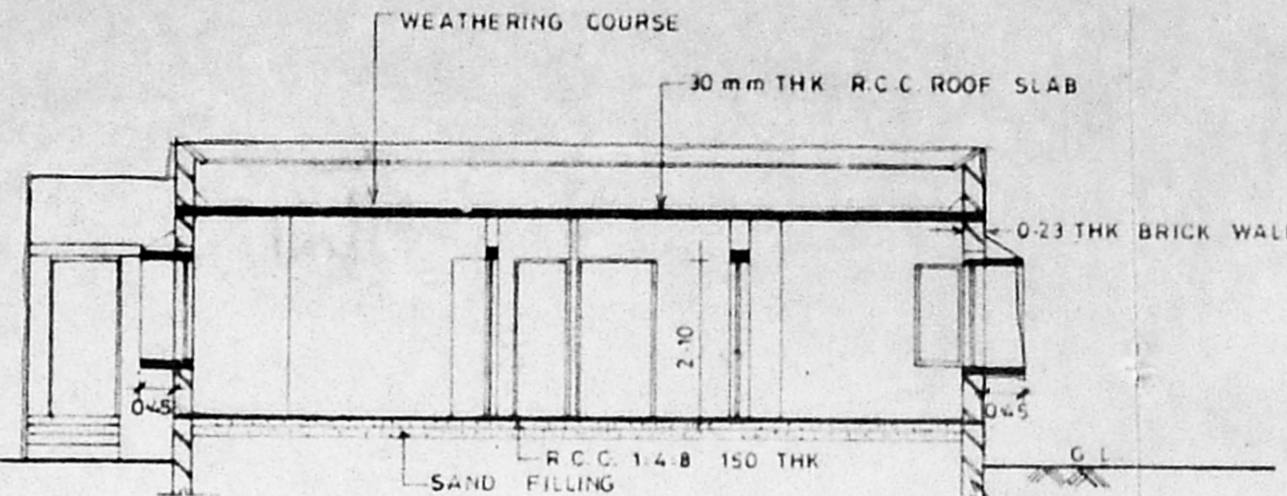 WEATHERING COURSE
30 mm THK R.C.C. ROOF SLAB
0.23 THK BRICK WALL
2.10
0.45
0.45
R.C.C. 1:4:8 150 THK
G L
SAND FILLING